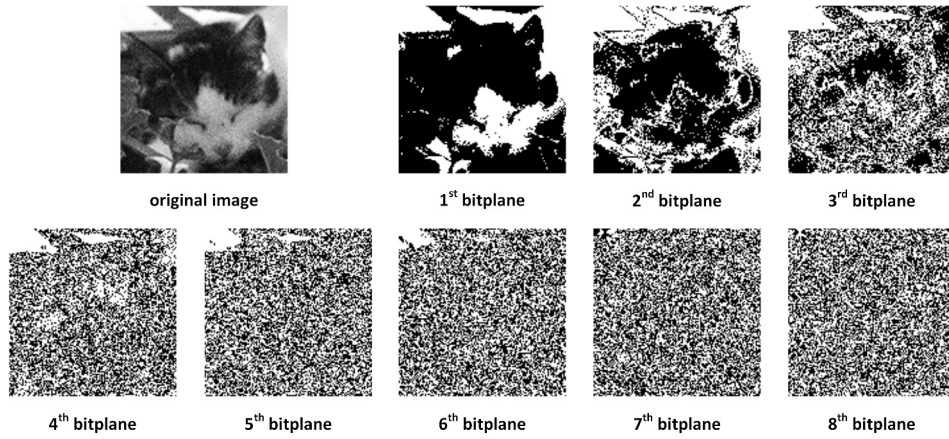 original image
1st bitplane
2nd bitplane
3rd bitplane
4th bitplane
5th bitplane
6th bitplane
7th bitplane
8th bitplane